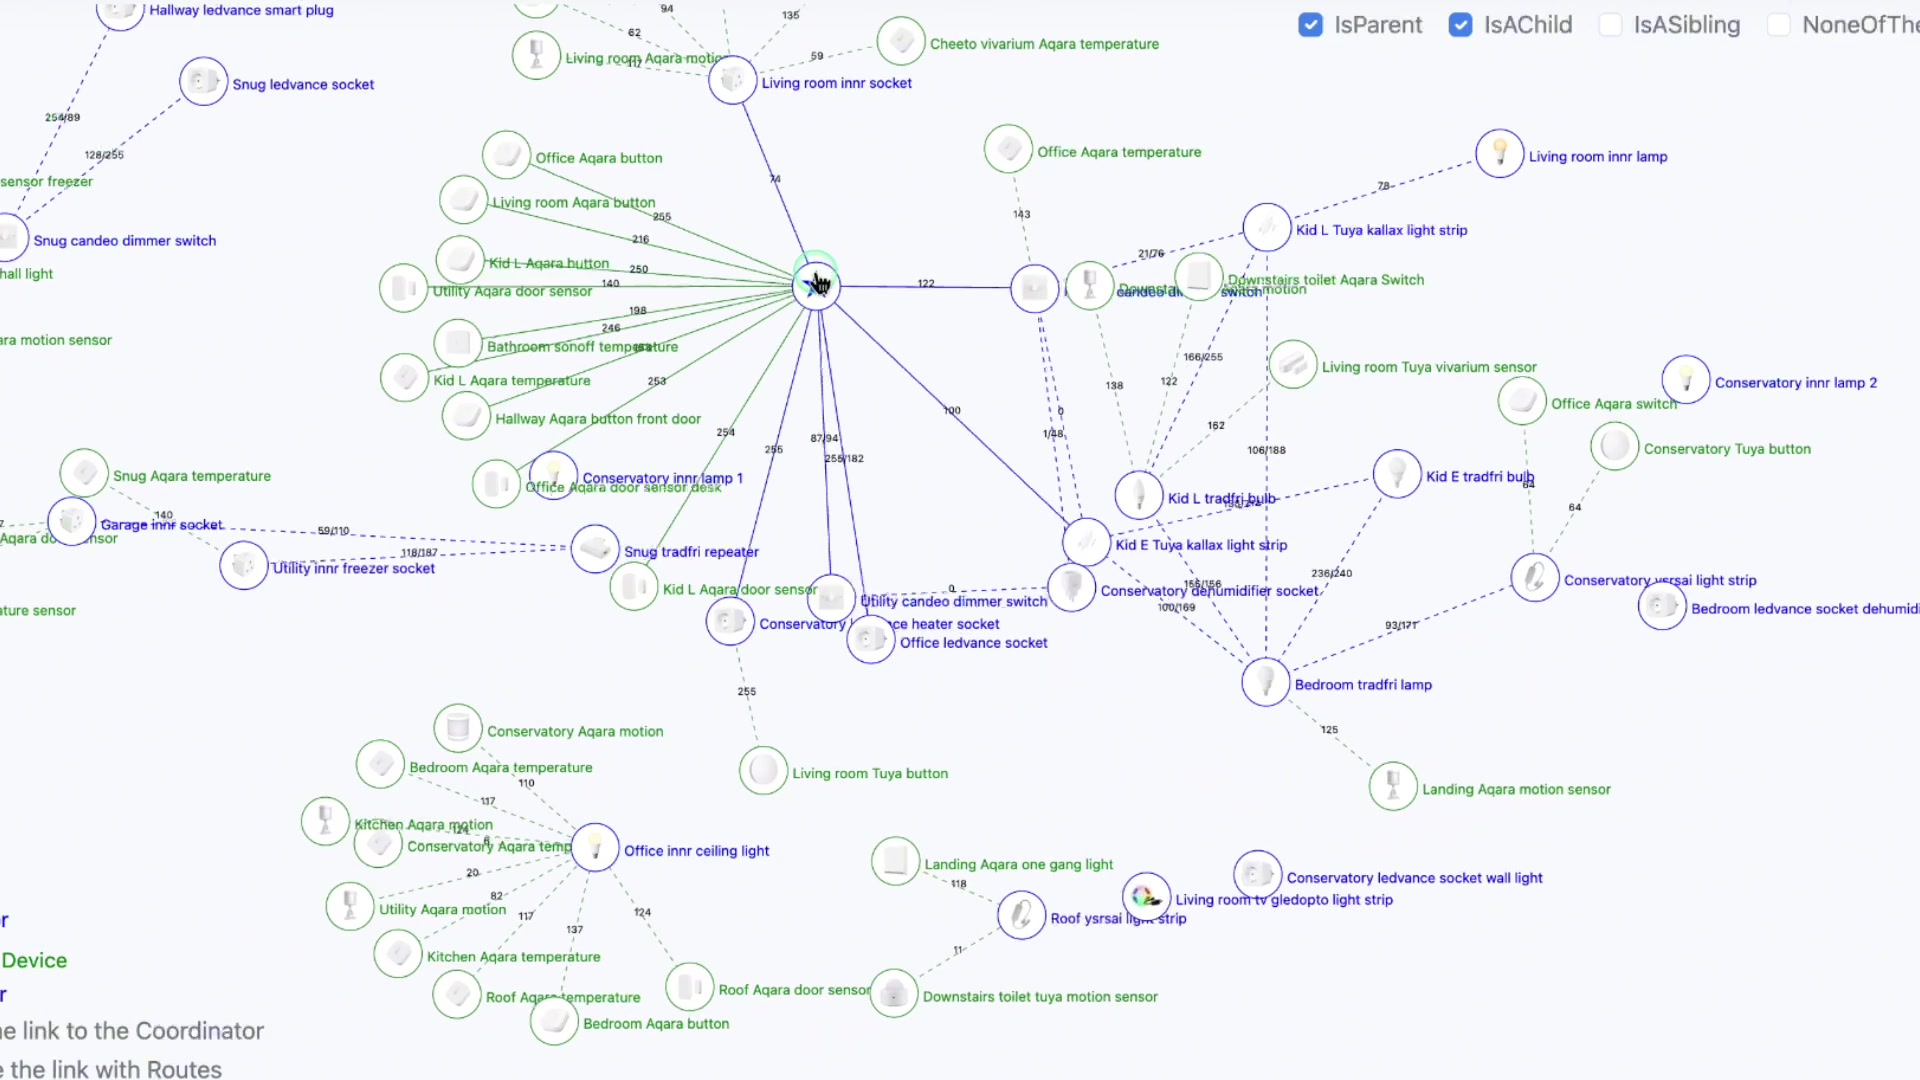 Hallway ledvance smart plug
94
135
IsParent
IsAChild
IsASibling
NoneOfThe
62
Cheeto vivarium Aqara temperature
Living room Aqara motion
117
59
Snug ledvance socket
Living room innr socket
254/89
128/255
Office Aqara button
Office Aqara temperature
Living room innr lamp
sensor freezer
74
78
Living room Aqara button
255
143
Kid L Tuya kallax light strip
Snug candeo dimmer switch
216
21/76
hall light
Kid L Aqara button
250
140
122
Downstairs toilet Aqara Switch
Utility Aqara door sensor
candeo
switch
motion
198
246
ara motion sensor
Bathroom sonoff temperature
166/255
Living room Tuya vivarium sensor
Kid L Aqara temperature
253
138
122
Conservatory innr lamp 2
Office Aqara switch
Hallway Aqara button front door
100
0
162
254
87/94
1/48
255
255/182
106/188
Conservatory Tuya button
Snug Aqara temperature
Conservatory innr lamp 1
Office Aqara door sensor desk
Kid E tradfri bulb
64
Kid L tradfri bulb
64
140
Garage innr socket
59/110
Aqara door sensor
118/187
Snug tradfri repeater
Kid E Tuya kallax light strip
Utility innr freezer socket
236/240
Conservatory ysrsai light strip
Kid L Aqara door sensor
0
Conservatory dehumidifier socket
Utility candeo dimmer switch
100/169
Bedroom ledvance socket dehumidi
ature sensor
Conservatory
nce heater socket
93/171
Office ledvance socket
Bedroom tradfri lamp
255
125
Conservatory Aqara motion
Bedroom Aqara temperature
110
Living room Tuya button
Landing Aqara motion sensor
117
Kitchen Aqara motion
Conservatory Aqara temp
Office innr ceiling light
Landing Aqara one gang light
20
118
Conservatory ledvance socket wall light
82
Living room tv gledopto light strip
Utility Aqara motion
117
124
Roof ysrsai light strip
r
137
11
Device
Kitchen Aqara temperature
r
Roof Aqara temperature
Roof Aqara door sensor
Downstairs toilet tuya motion sensor
Bedroom Aqara button
e link to the Coordinator
e the link with Routes